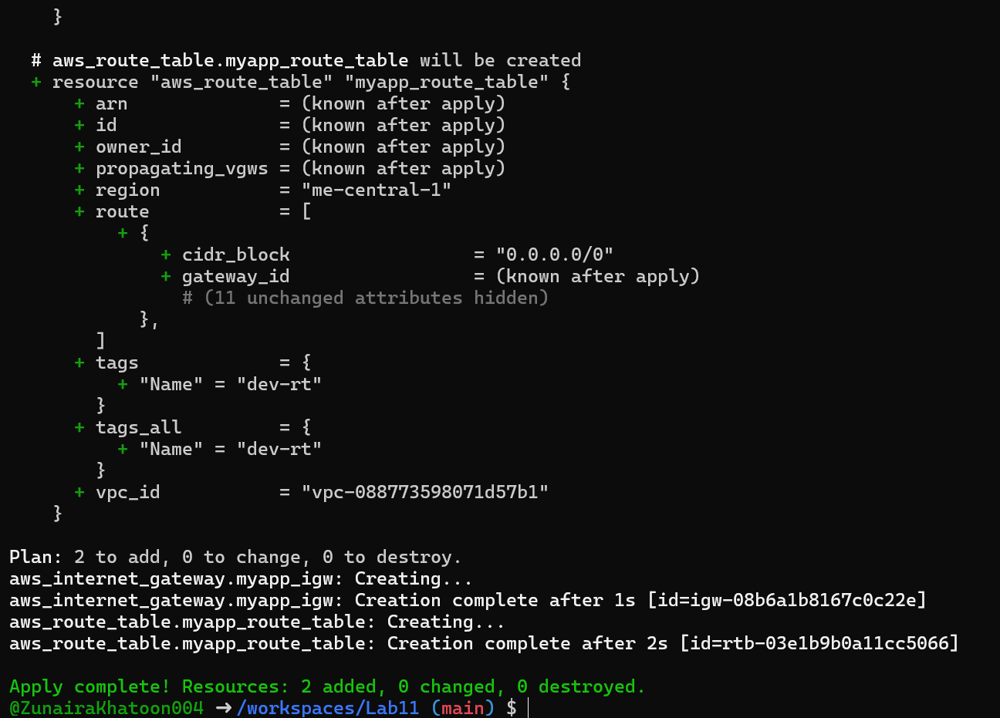 }
# aws_route_table.myapp_route_table will be created
+ resource "aws_route_table" "myapp_route_table" {
+ arn = (known after apply)
+ id = (known after apply)
+ owner_id = (known after apply)
+ propagating_vgws = (known after apply)
+ region = "me-central-1"
+ route = [
+ {
+ cidr_block = "0.0.0.0/0"
+ gateway_id = (known after apply)
# (11 unchanged attributes hidden)
},
]
+ tags = {
+ "Name" = "dev-rt"
}
+ tags_all = {
+ "Name" = "dev-rt"
}
+ vpc_id = "vpc-088773598071d57b1"
}
Plan: 2 to add, 0 to change, 0 to destroy.
aws_internet_gateway.myapp_igw: Creating...
aws_internet_gateway.myapp_igw: Creation complete after 1s [id=igw-08b6a1b8167c0c22e]
aws_route_table.myapp_route_table: Creating...
aws_route_table.myapp_route_table: Creation complete after 2s [id=rtb-03e1b9b0a11cc5066]
Apply complete! Resources: 2 added, 0 changed, 0 destroyed.
@ZunairaKhatoon004 ➜ /workspaces/Lab11 (main) $